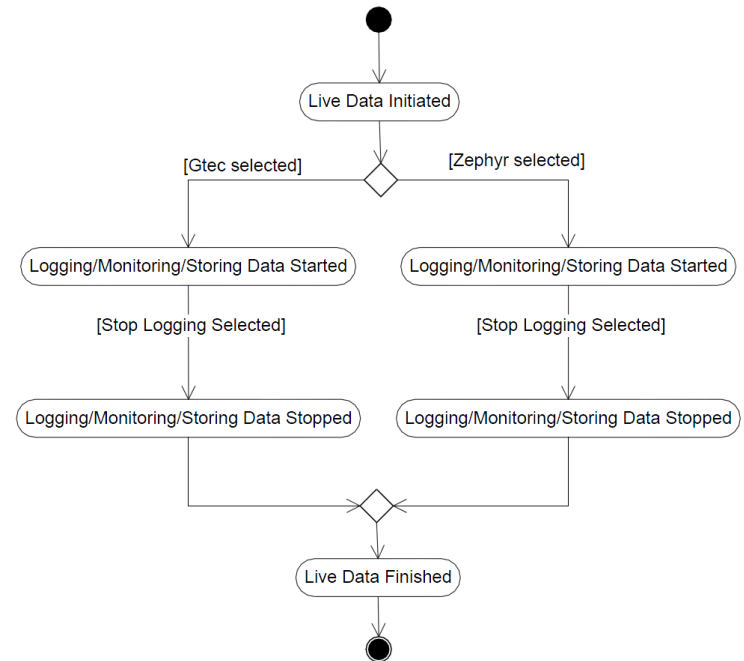 Live Data Initiated
[Gtec selected]
[Zephyr selected]
Logging/Monitoring/Storing Data Started
Logging/Monitoring/Storing Data Started
[Stop Logging Selected]
[Stop Logging Selected]
Logging/Monitoring/Storing Data Stopped
Logging/Monitoring/Storing Data Stopped
Live Data Finished